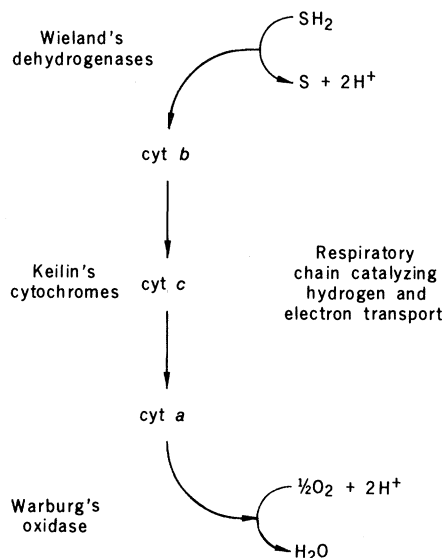 SH₂
Wieland's
dehydrogenases
S + 2H⁺
cyt b
Keilin's
cytochromes
cyt c
Respiratory
chain catalyzing
hydrogen and
electron transport
cyt a
Warburg's
oxidase
½O₂ + 2H⁺
H₂O